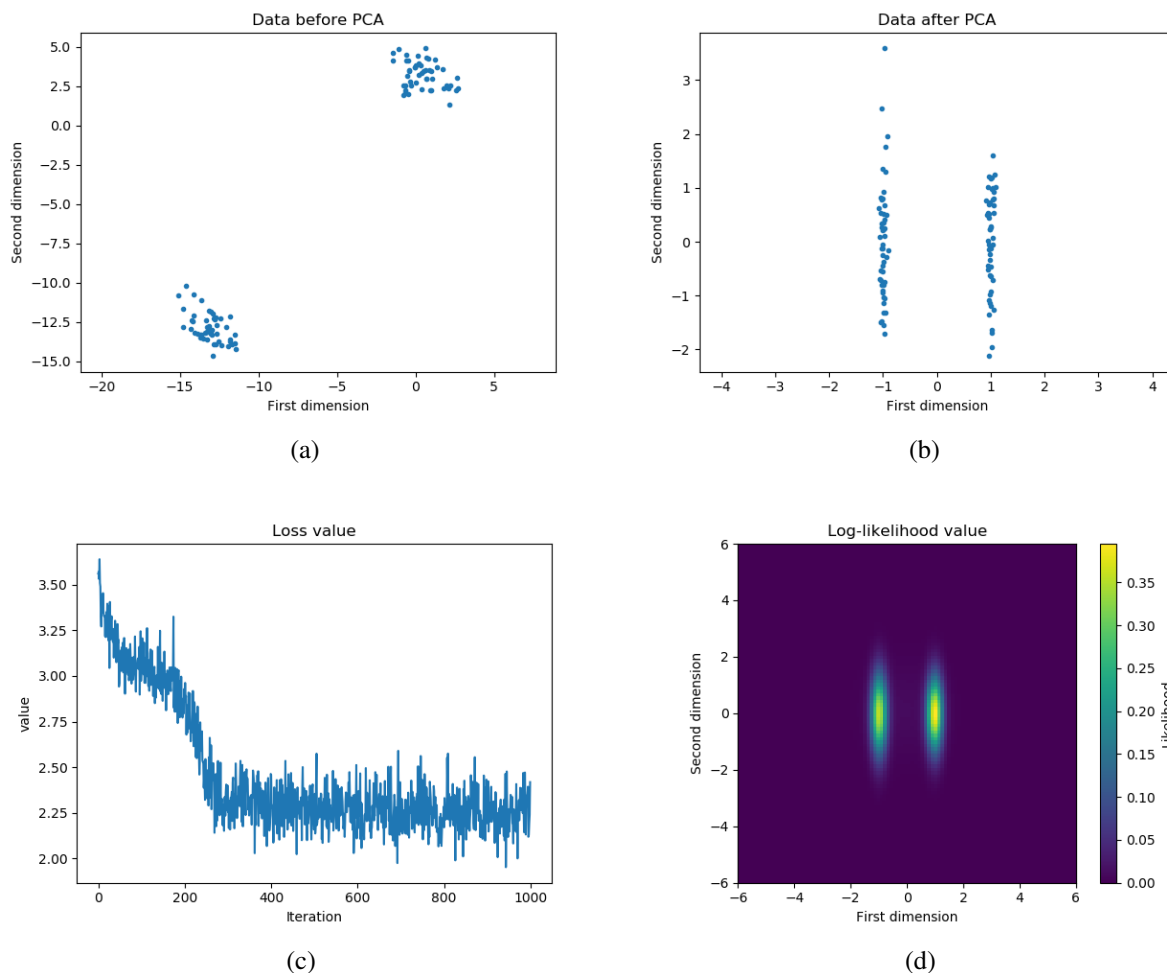 Data before PCA
Second dimension
5.0
2.5
0.0
−2.5
−5.0
−7.5
−10.0
−12.5
−15.0
−20 −15 −10 −5 0 5
First dimension
(a)
Data after PCA
Second dimension
3
2
1
0
−1
−2
−4 −3 −2 −1 0 1 2 3 4
First dimension
(b)
Loss value
value
3.50
3.25
3.00
2.75
2.50
2.25
2.00
0 200 400 600 800 1000
Iteration
(c)
Log-likelihood value
Second dimension
6
4
2
0
−2
−4
−6
−6 −4 −2 0 2 4 6
First dimension
0.35
0.30
0.25
0.20
0.15
0.10
0.05
0.00
Likelihood
(d)